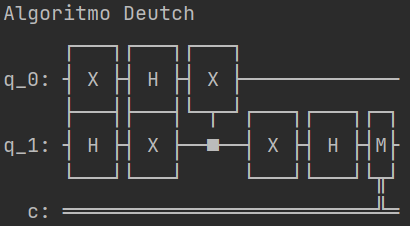 Algoritmo Deutch
q_0: X H X
q_1: H X X H M
c: